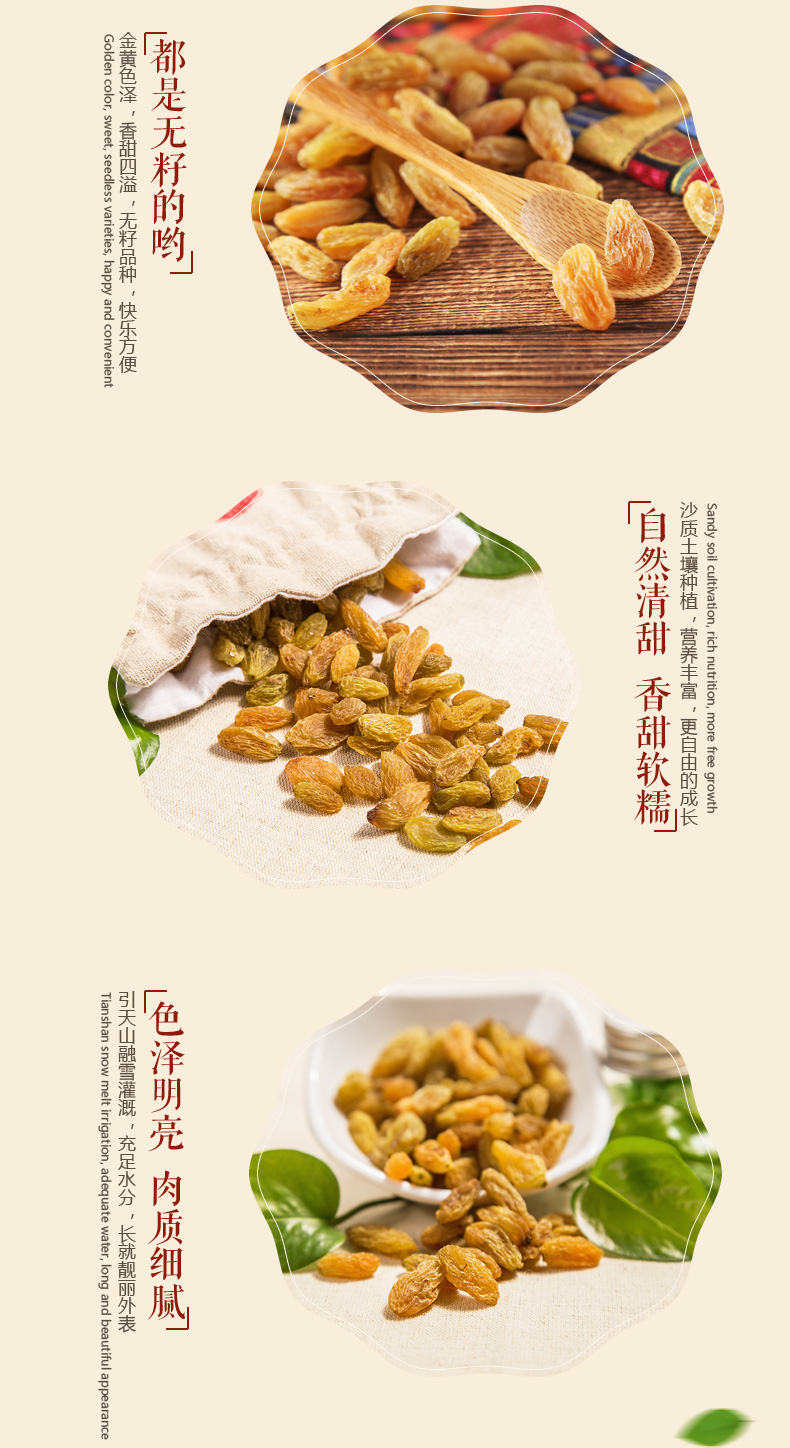 都是无籽的哟
金黄色泽，香甜四溢，无籽品种，快乐方便
Golden color, sweet, seedless varieties, happy and convenient
自然清甜 香甜软糯
沙质土壤种植，营养丰富，更自由的成长
Sandy soil cultivation, rich nutrition, more free growth
色泽明亮 肉质细腻
引天山融雪灌溉，充足水分，长就靓丽外表
Tianshan snow melt irrigation, adequate water, long and beautiful appearance